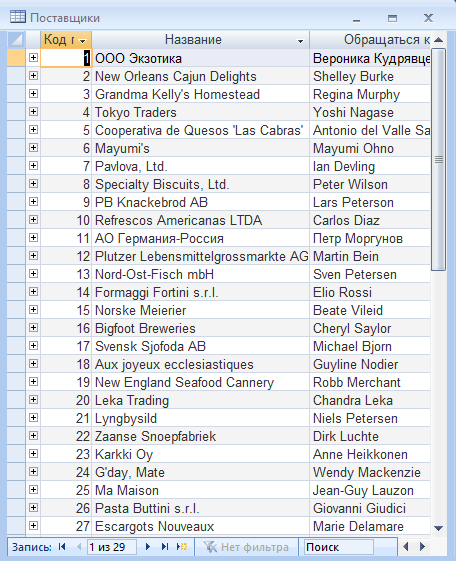 Поставщики
Код п Название Обращаться к
1 ООО Экзотика Вероника Кудрявце
2 New Orleans Cajun Delights Shelley Burke
3 Grandma Kelly's Homestead Regina Murphy
4 Tokyo Traders Yoshi Nagase
5 Cooperativa de Quesos 'Las Cabras' Antonio del Valle Sa
6 Mayumi's Mayumi Ohno
7 Pavlova, Ltd. Ian Devling
8 Specialty Biscuits, Ltd. Peter Wilson
9 PB Knackebrod AB Lars Peterson
10 Refrescos Americanas LTDA Carlos Diaz
11 АО Германия-Россия Петр Моргунов
12 Plutzer Lebensmittelgrossmarkte AG Martin Bein
13 Nord-Ost-Fisch mbH Sven Petersen
14 Formaggi Fortini s.r.l. Elio Rossi
15 Norske Meierier Beate Vileid
16 Bigfoot Breweries Cheryl Saylor
17 Svensk Sjofoda AB Michael Bjorn
18 Aux joyeux ecclesiastiques Guyline Nodier
19 New England Seafood Cannery Robb Merchant
20 Leka Trading Chandra Leka
21 Lyngbysild Niels Petersen
22 Zaanse Snoepfabriek Dirk Luchte
23 Karkki Oy Anne Heikkonen
24 G'day, Mate Wendy Mackenzie
25 Ma Maison Jean-Guy Lauzon
26 Pasta Buttini s.r.l. Giovanni Giudici
27 Escargots Nouveaux Marie Delamare
Запись: 1 из 29 Нет фильтра Поиск